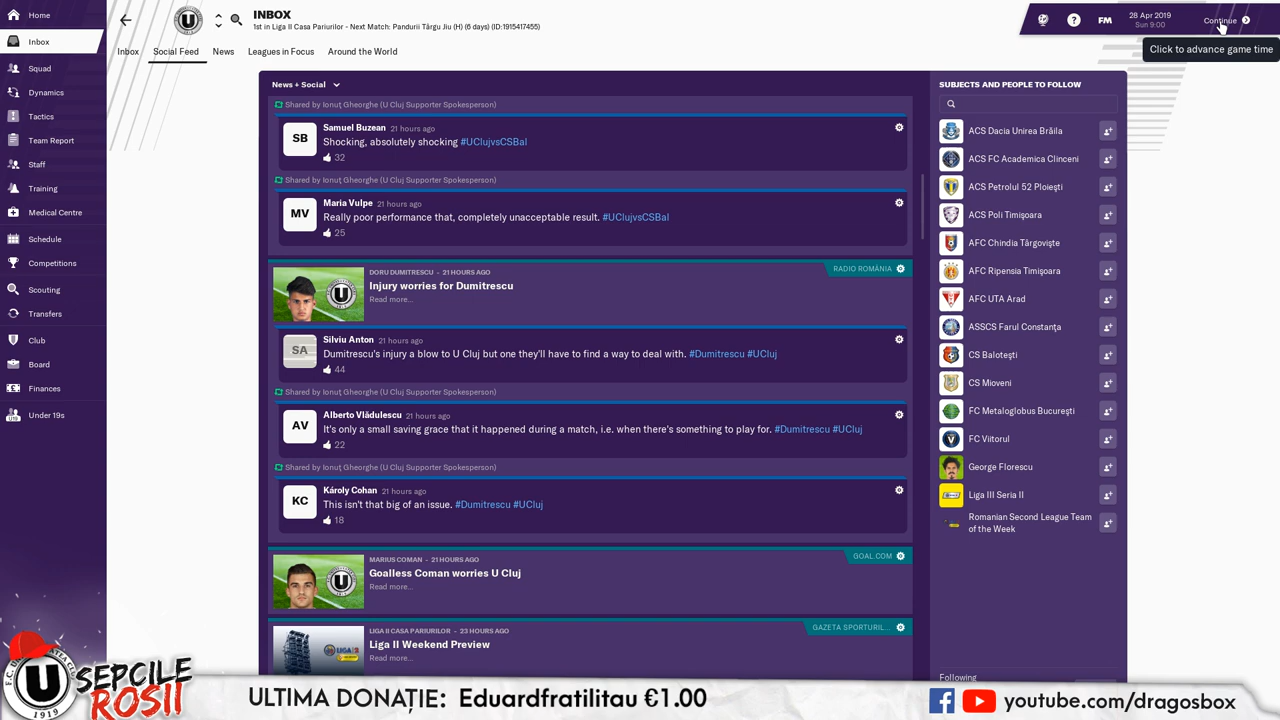 INBOX
1st in Liga II Casa Pariurilor - Next Match: Pandurii Târgu Jiu (H) (6 days) (ID:1915417455)
FM
28 Apr 2019
Sun 9:00
Continue
Click to advance game time
Home
Inbox
Squad
Dynamics
Tactics
Team Report
Staff
Training
Medical Centre
Schedule
Competitions
Scouting
Transfers
Club
Board
Finances
Under 19s
Inbox Social Feed News Leagues in Focus Around the World
News + Social
Shared by Ionuț Gheorghe (U Cluj Supporter Spokesperson)
SB
Samuel Buzean 21 hours ago
Shocking, absolutely shocking #UClujvsCSBal
32
Shared by Ionuț Gheorghe (U Cluj Supporter Spokesperson)
MV
Maria Vulpe 21 hours ago
Really poor performance that, completely unacceptable result. #UClujvsCSBal
25
DORU DUMITRESCU - 21 HOURS AGO
RADIO ROMÂNIA
Injury worries for Dumitrescu
Read more...
SA
Silviu Anton 21 hours ago
Dumitrescu's injury a blow to U Cluj but one they'll have to find a way to deal with. #Dumitrescu #UCluj
44
Shared by Ionuț Gheorghe (U Cluj Supporter Spokesperson)
AV
Alberto Vlădulescu 21 hours ago
It's only a small saving grace that it happened during a match, i.e. when there's something to play for. #Dumitrescu #UCluj
22
Shared by Ionuț Gheorghe (U Cluj Supporter Spokesperson)
KC
Károly Cohan 21 hours ago
This isn't that big of an issue. #Dumitrescu #UCluj
18
MARIUS COMAN - 21 HOURS AGO
GOAL.COM
Goalless Coman worries U Cluj
Read more...
LIGA II CASA PARIURILOR - 23 HOURS AGO
GAZETA SPORTURIL...
Liga II Weekend Preview
Read more...
SUBJECTS AND PEOPLE TO FOLLOW
ACS Dacia Unirea Brăila
ACS FC Academica Clinceni
ACS Petrolul 52 Ploieşti
ACS Poli Timişoara
AFC Chindia Târgovişte
AFC Ripensia Timişoara
AFC UTA Arad
ASSCS Farul Constanţa
CS Baloteşti
CS Mioveni
FC Metaloglobus Bucureşti
FC Viitorul
George Florescu
Liga III Seria II
Romanian Second League Team
of the Week
Following
U
1919
SEPCILE
ROSII
ULTIMA DONAȚIE: Eduardfratilitau €1.00
youtube.com/dragosbox